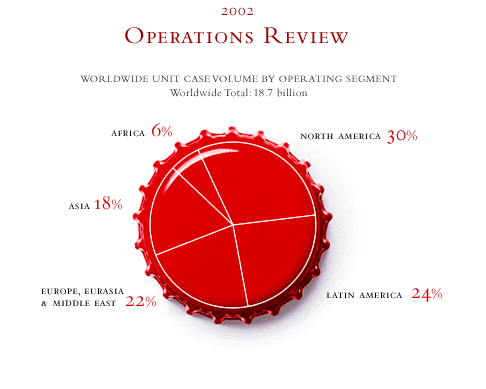 2002
Operations Review
WORLDWIDE UNIT CASE VOLUME BY OPERATING SEGMENT
Worldwide Total: 18.7 billion
AFRICA 6%
NORTH AMERICA 30%
ASIA 18%
EUROPE, EURASIA
& MIDDLE EAST 22%
LATIN AMERICA 24%